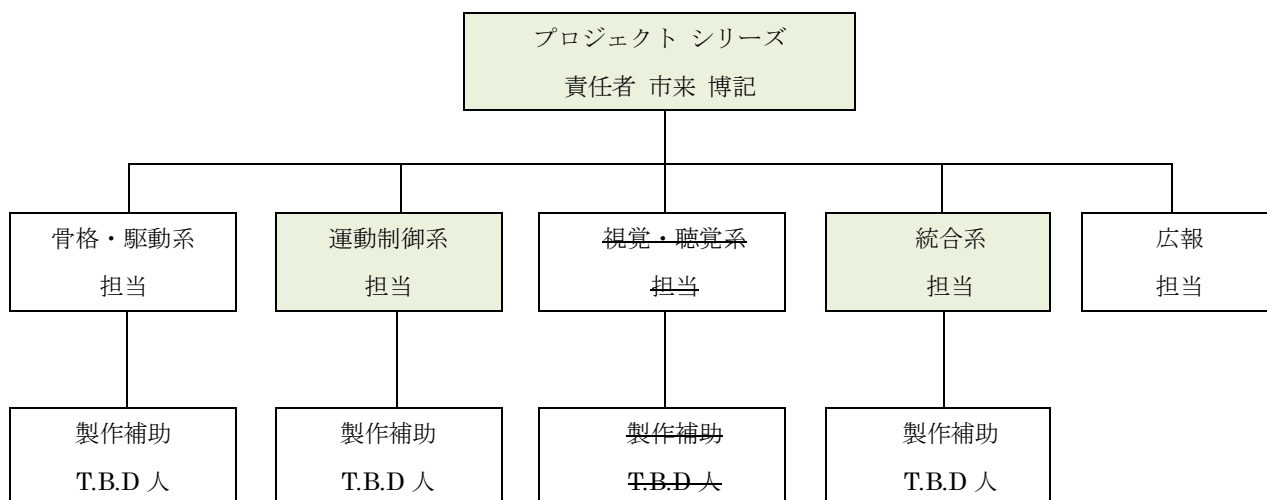 プロジェクト シリーズ
責任者 市来 博記
骨格・駆動系
担当
運動制御系
担当
視覚・聴覚系
担当
統合系
担当
広報
担当
製作補助
T.B.D 人
製作補助
T.B.D 人
製作補助
T.B.D 人
製作補助
T.B.D 人